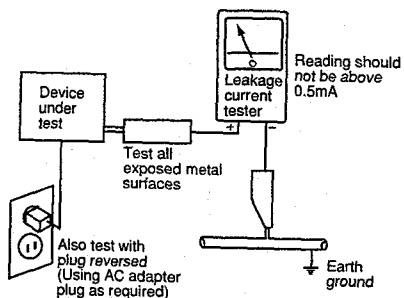 Device
under
test
Leakage
current
tester
+ -
Reading should
not be above
0.5mA
Test all
exposed metal
surfaces
Also test with
plug reversed
(Using AC adapter
plug as required)
Earth
ground